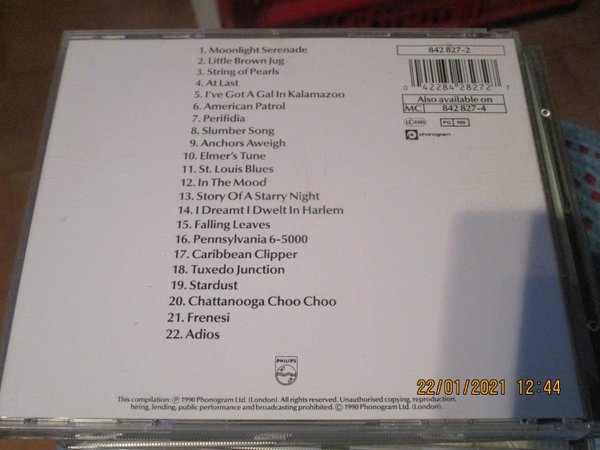 1. Moonlight Serenade
2. Little Brown Jug
3. String of Pearls
4. At Last
5. I've Got A Gal In Kalamazoo
6. American Patrol
7. Perifidia
8. Slumber Song
9. Anchors Aweigh
10. Elmer's Tune
11. St. Louis Blues
12. In The Mood
13. Story Of A Starry Night
14. I Dreamt I Dwelt In Harlem
15. Falling Leaves
16. Pennsylvania 6-5000
17. Caribbean Clipper
18. Tuxedo Junction
19. Stardust
20. Chattanooga Choo Choo
21. Frenesi
22. Adios
842 827-2
0 42284 28272 7
Also available on
MC 842 827-4
LC 0305 PG 900
phonogram
PHILIPS
This compilation: Ⓟ 1990 Phonogram Ltd. (London). All rights reserved. Unauthorised copying, reproduction,
hiring, lending, public performance and broadcasting prohibited. © 1990 Phonogram Ltd. (London).
22/01/2021 12:44